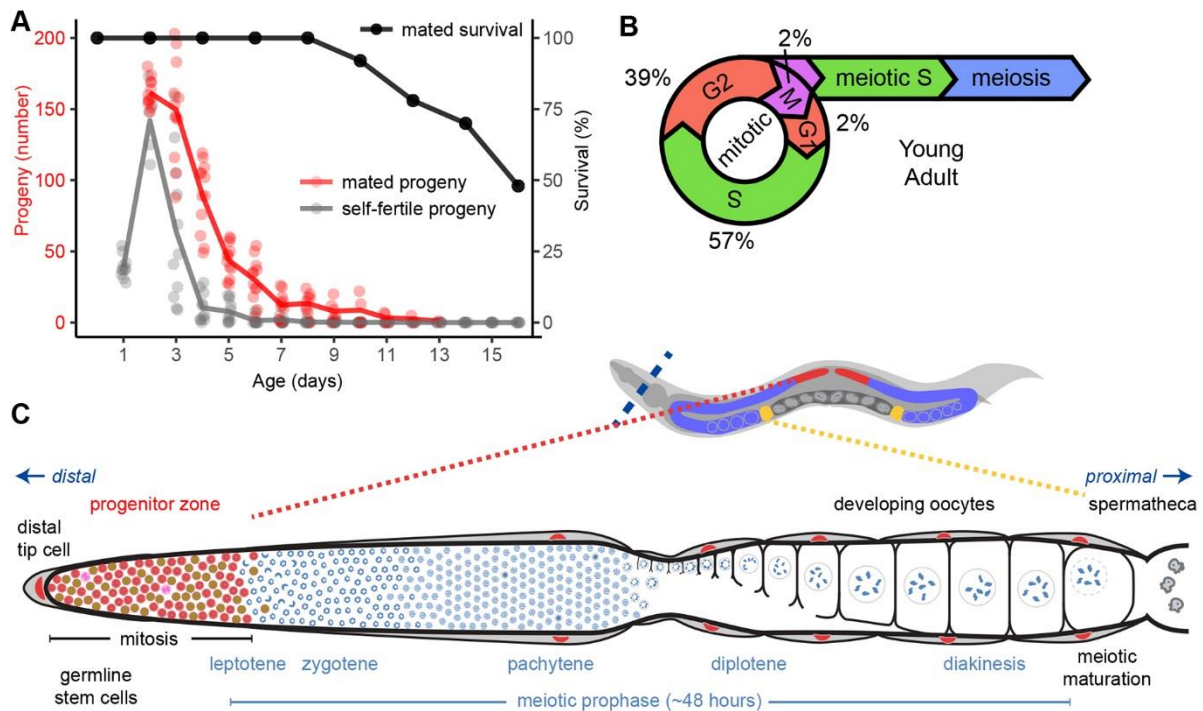 A
mated survival
mated progeny
self-fertile progeny
Progeny (number)
200
150
100
50
0
Survival (%)
100
75
50
25
0
1 3 5 7 9 11 13 15
Age (days)
B
2%
39%
G2
M
meiotic S
meiosis
mitotic
G1
2%
S
57%
Young
Adult
C
distal
proximal
progenitor zone
developing oocytes
spermatheca
distal
tip cell
mitosis
germline
stem cells
leptotene zygotene pachytene diplotene diakinesis
meiotic
maturation
meiotic prophase (~48 hours)